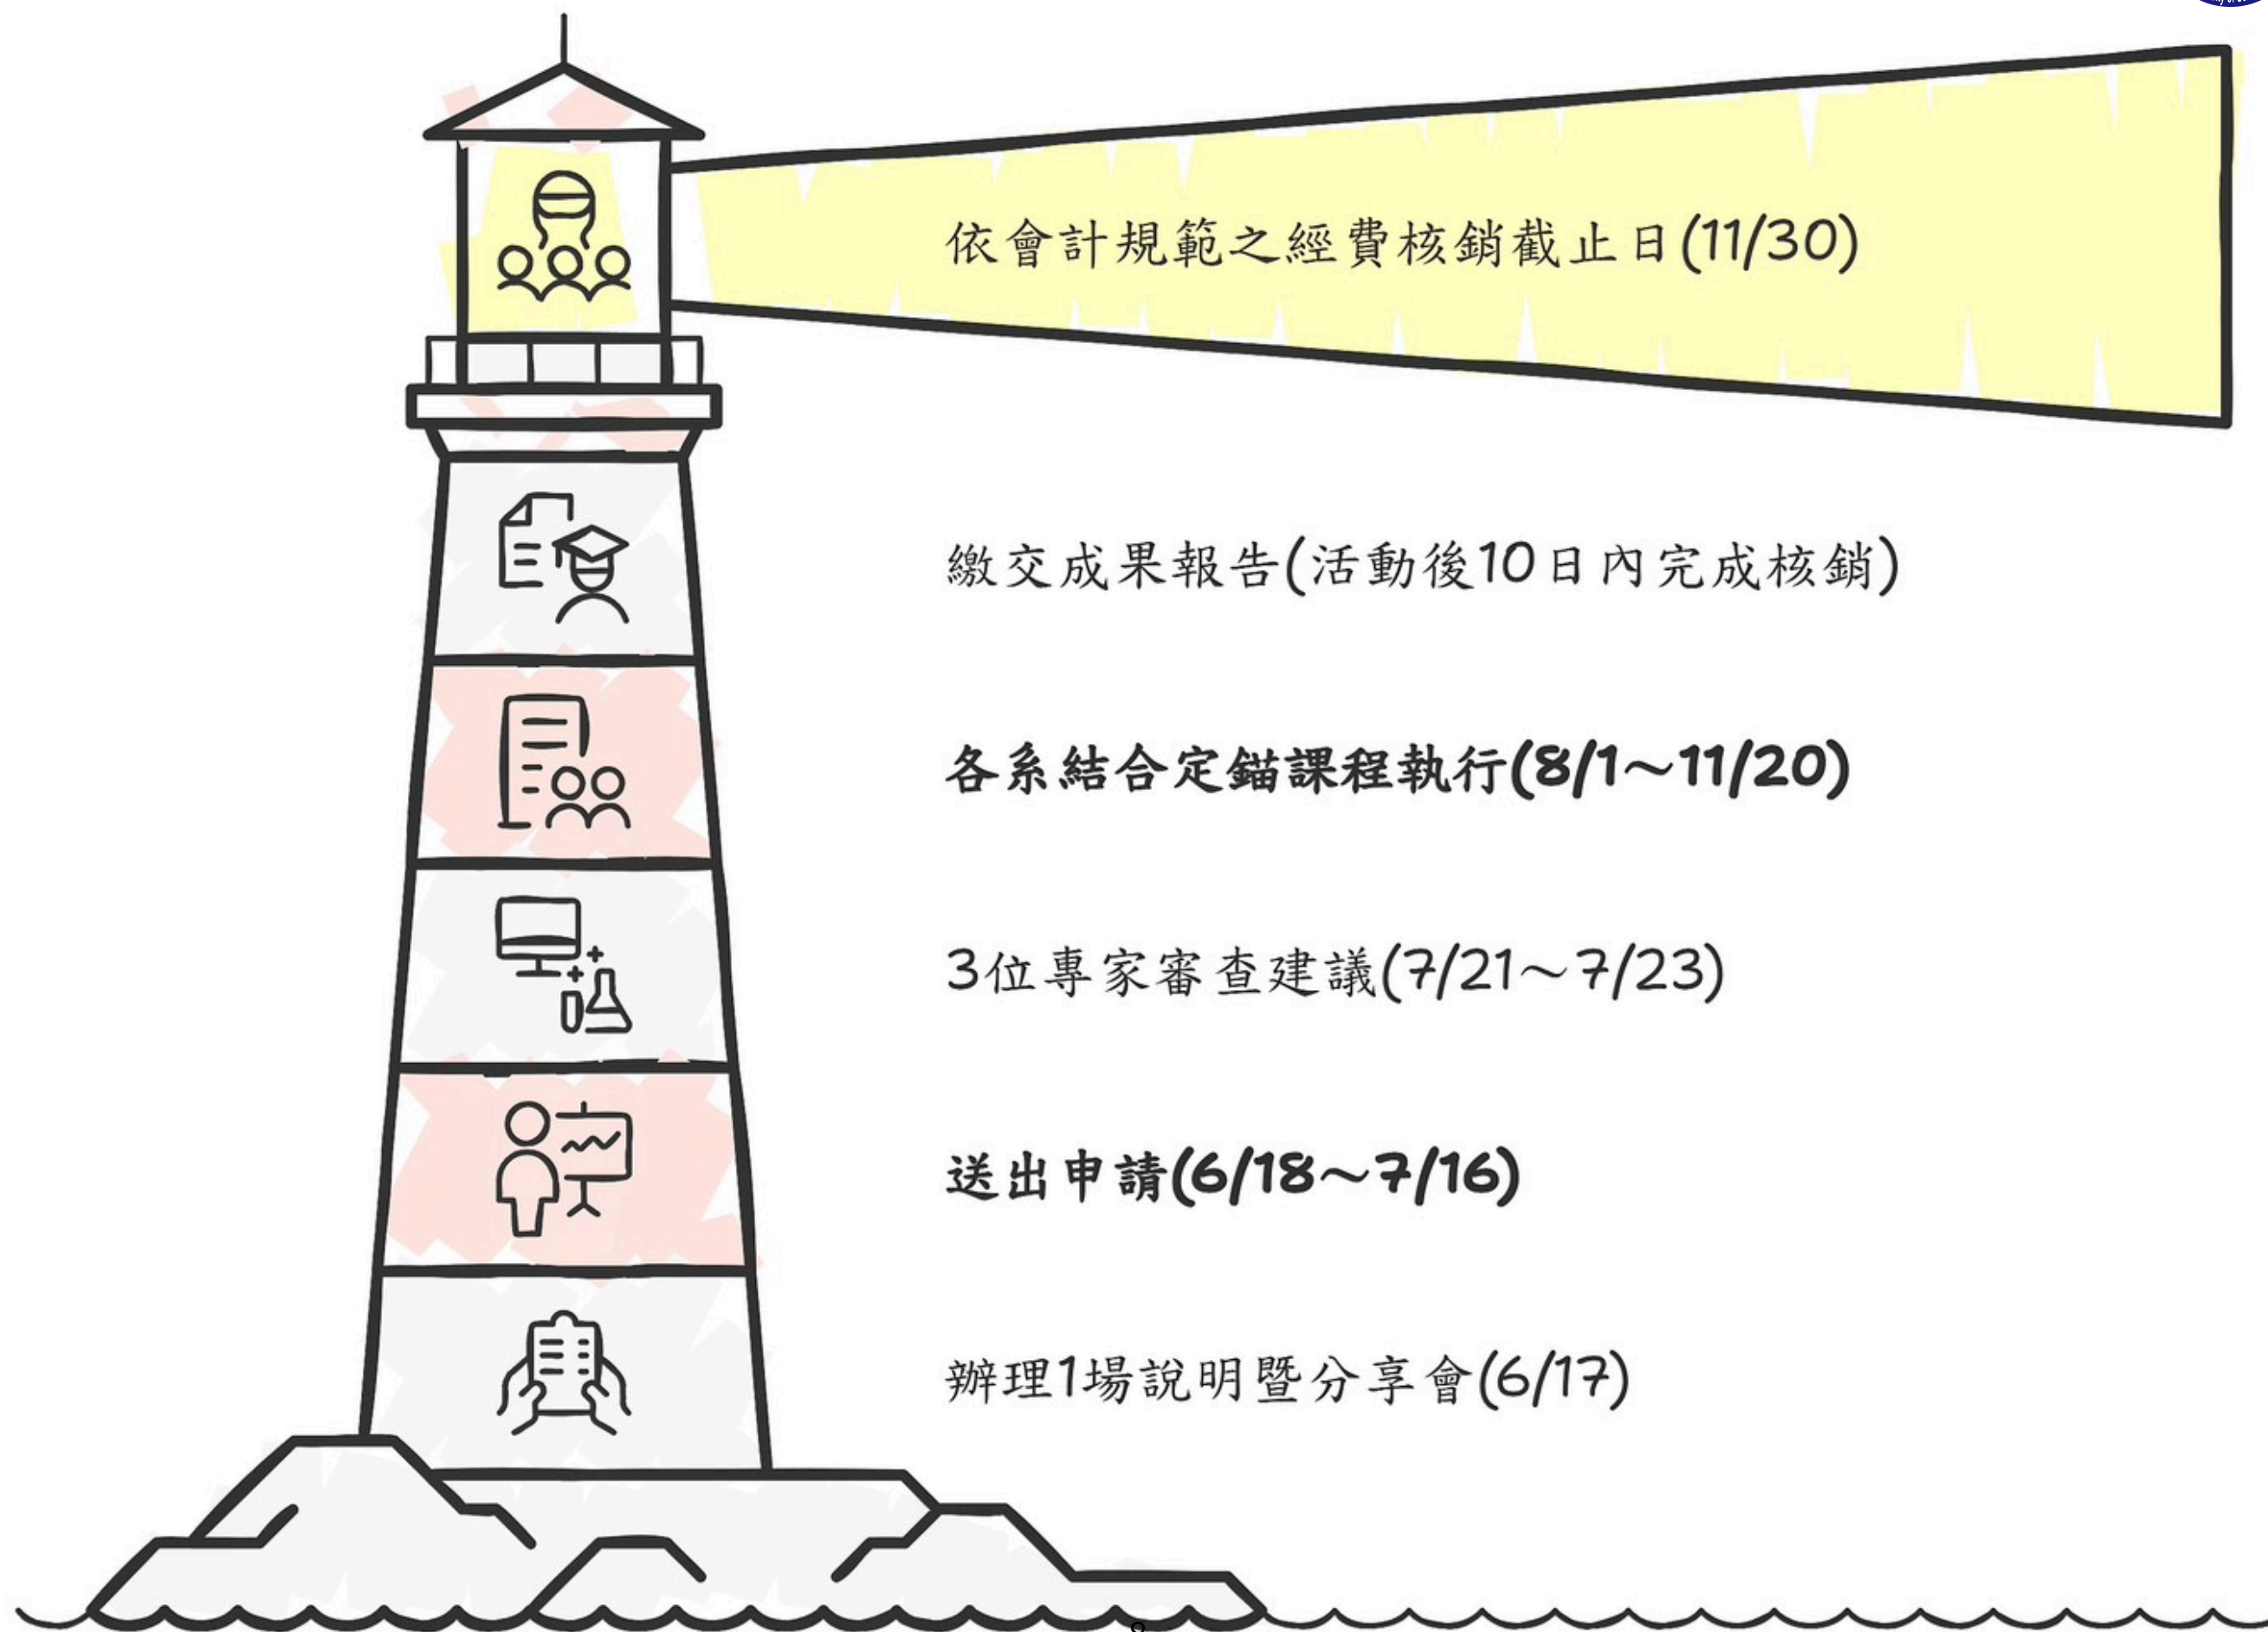 依會計規範之經費核銷截止日(11/30)
繳交成果報告(活動後10日內完成核銷)
各系結合定錨課程執行(8/1～11/20)
3位專家審查建議(7/21～7/23)
送出申請(6/18～7/16)
辦理1場說明暨分享會(6/17)